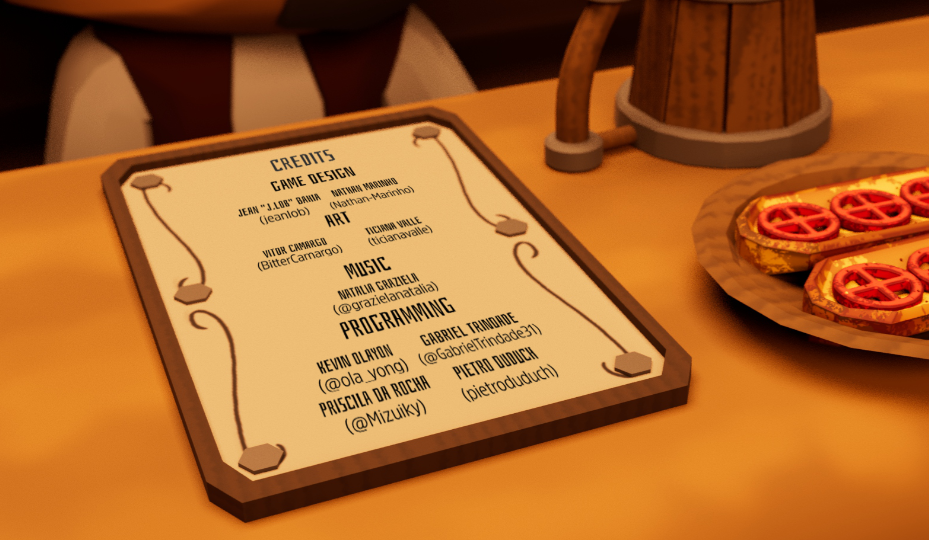 CREDITS
GAME DESIGN
JEAN "J.LOB" BAHIA NATHAN MARINHO
(jeanlob) (Nathan-Marinho)
ART
VITOR CAMARGO TICIANA VALLE
(BitterCamargo) (ticianavalle)
MUSIC
NATALIA GRAZIELA
(@grazielanatalia)
PROGRAMMING
KEVIN OLAYON GABRIEL TRINDADE
(@ola_yong) (@GabrielTrindade31)
PRISCILA DA ROCHA PIETRO DUDUCH
(@Mizuiky) (pietroduduch)